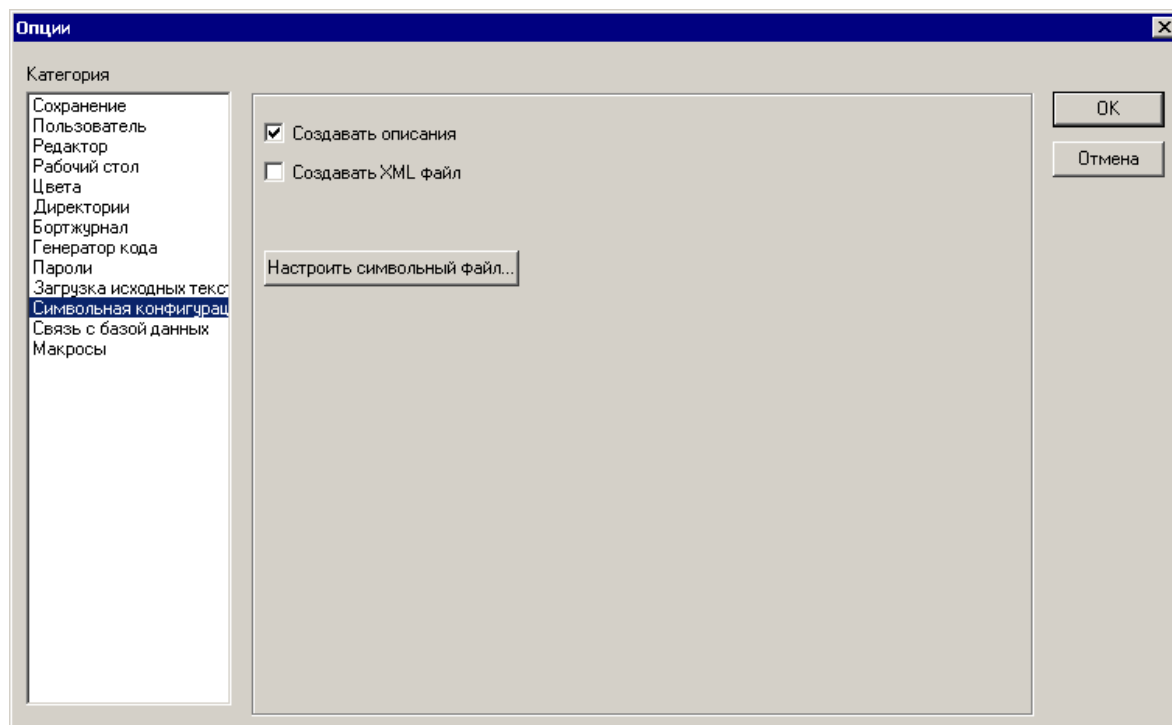 Опции
Категория
Сохранение
Пользователь
Редактор
Рабочий стол
Цвета
Директории
Бортжурнал
Генератор кода
Пароли
Загрузка исходных текс
Символьная конфигурац
Связь с базой данных
Макросы
Создавать описания
Создавать XML файл
Настроить символьный файл...
OK
Отмена